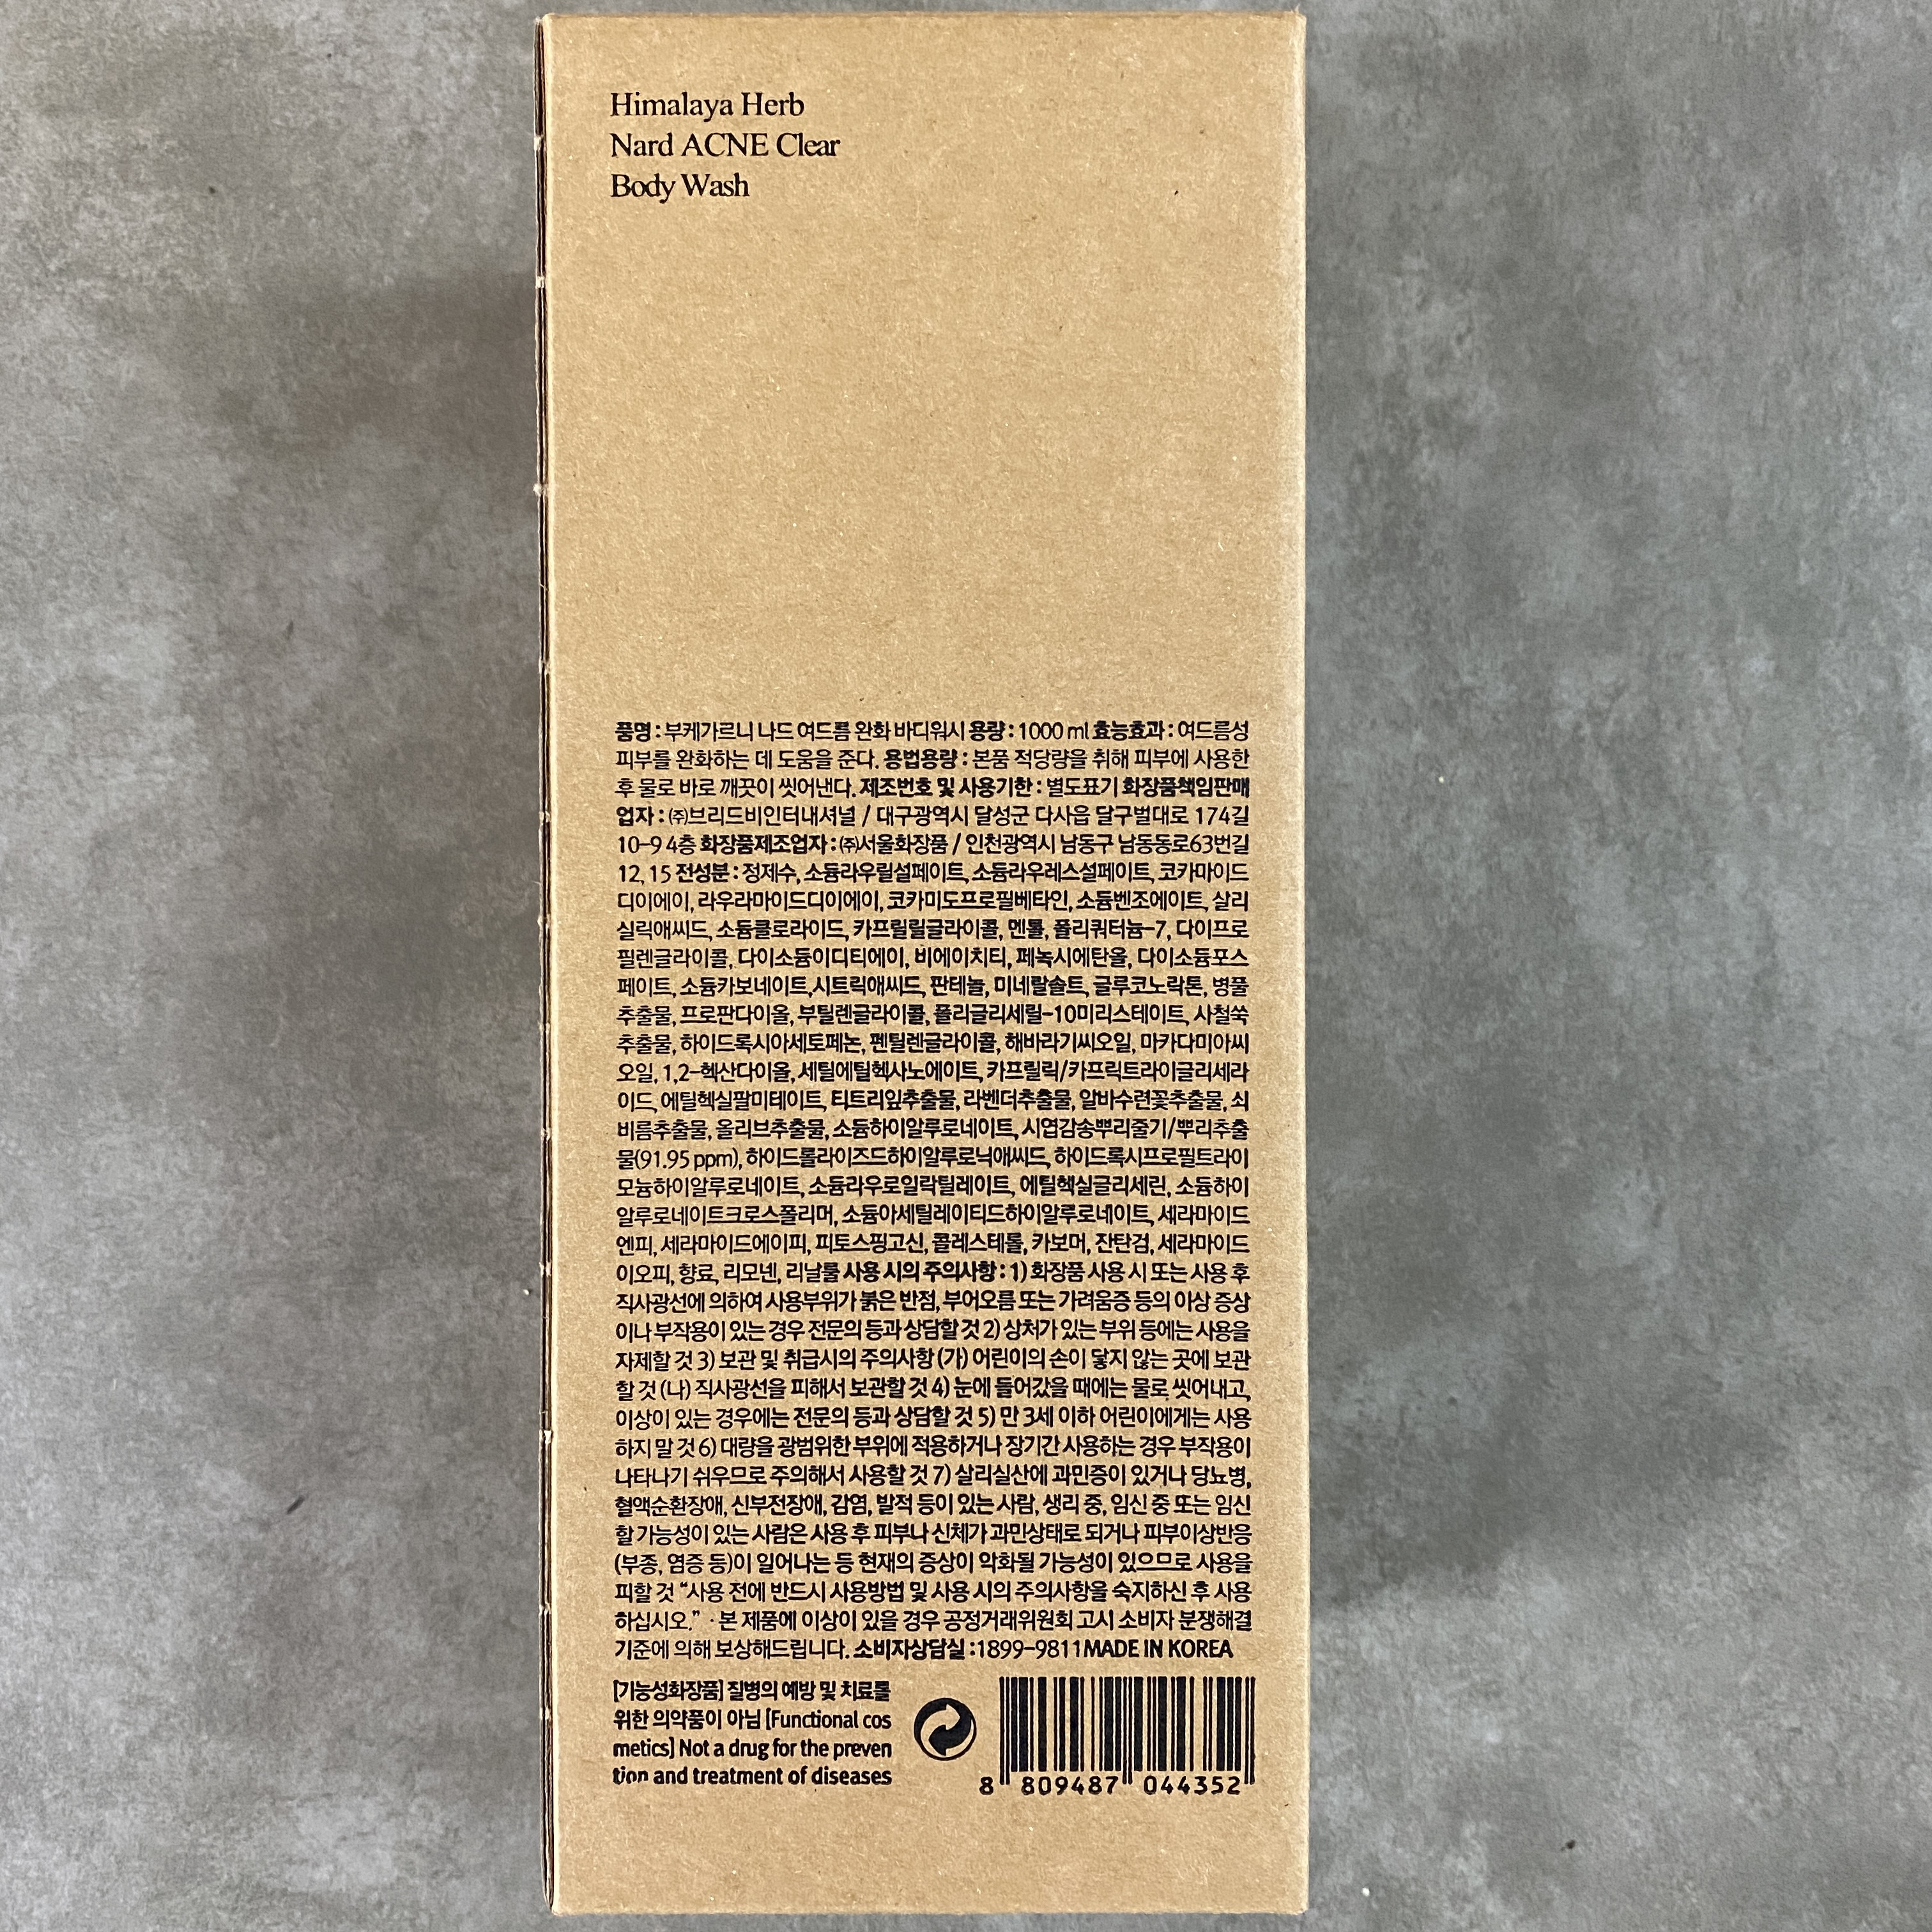 Himalaya Herb
Nard ACNE Clear
Body Wash
품명 : 부케가르니 나드 여드름 완화 바디워시 용량 : 1000 ml 효능효과 : 여드름성
피부를 완화하는 데 도움을 준다. 용법용량 : 본품 적당량을 취해 피부에 사용한
후 물로 바로 깨끗이 씻어낸다. 제조번호 및 사용기한 : 별도표기 화장품책임판매
업자 : ㈜브리드비인터내셔널 / 대구광역시 달성군 다사읍 달구벌대로 174길
10-9 4층 화장품제조업자 : ㈜서울화장품 / 인천광역시 남동구 남동동로63번길
12, 15 전성분 : 정제수, 소듐라우릴설페이트, 소듐라우레스설페이트, 코카마이드
디이에이, 라우라마이드디이에이, 코카미도프로필베타인, 소듐벤조에이트, 살리
실릭애씨드, 소듐클로라이드, 카프릴릴글라이콜, 멘톨, 폴리쿼터늄-7, 다이프로
필렌글라이콜, 다이소듐이디티에이, 비에이치티, 페녹시에탄올, 다이소듐포스
페이트, 소듐카보네이트,시트릭애씨드, 판테놀, 미네랄솔트, 글루코노락톤, 병풀
추출물, 프로판다이올, 부틸렌글라이콜, 폴리글리세릴-10미리스테이트, 사철쑥
추출물, 하이드록시아세토페논, 펜틸렌글라이콜, 해바라기씨오일, 마카다미아씨
오일, 1,2-헥산다이올, 세틸에틸헥사노에이트, 카프릴릭/카프릭트라이글리세라
이드, 에틸헥실팔미테이트, 티트리잎추출물, 라벤더추출물, 알바수련꽃추출물, 쇠
비름추출물, 올리브추출물, 소듐하이알루로네이트, 시엽감송뿌리줄기/뿌리추출
물(91.95 ppm), 하이드롤라이즈드하이알루로닉애씨드, 하이드록시프로필트라이
모늄하이알루로네이트, 소듐라우로일락틸레이트, 에틸헥실글리세린, 소듐하이
알루로네이트크로스폴리머, 소듐아세틸레이티드하이알루로네이트, 세라마이드
엔피, 세라마이드에이피, 피토스핑고신, 콜레스테롤, 카보머, 잔탄검, 세라마이드
이오피, 향료, 리모넨, 리날룰 사용 시의 주의사항 : 1) 화장품 사용 시 또는 사용 후
직사광선에 의하여 사용부위가 붉은 반점, 부어오름 또는 가려움증 등의 이상 증상
이나 부작용이 있는 경우 전문의 등과 상담할 것 2) 상처가 있는 부위 등에는 사용을
자제할 것 3) 보관 및 취급시의 주의사항 (가) 어린이의 손이 닿지 않는 곳에 보관
할 것 (나) 직사광선을 피해서 보관할 것 4) 눈에 들어갔을 때에는 물로 씻어내고,
이상이 있는 경우에는 전문의 등과 상담할 것 5) 만 3세 이하 어린이에게는 사용
하지 말 것 6) 대량을 광범위한 부위에 적용하거나 장기간 사용하는 경우 부작용이
나타나기 쉬우므로 주의해서 사용할 것 7) 살리실산에 과민증이 있거나 당뇨병,
혈액순환장애, 신부전장애, 감염, 발적 등이 있는 사람, 생리 중, 임신 중 또는 임신
할 가능성이 있는 사람은 사용 후 피부나 신체가 과민상태로 되거나 피부이상반응
(부종, 염증 등)이 일어나는 등 현재의 증상이 악화될 가능성이 있으므로 사용을
피할 것 “사용 전에 반드시 사용방법 및 사용 시의 주의사항을 숙지하신 후 사용
하십시오.” · 본 제품에 이상이 있을 경우 공정거래위원회 고시 소비자 분쟁해결
기준에 의해 보상해드립니다. 소비자상담실 :1899-9811MADE IN KOREA
[기능성화장품] 질병의 예방 및 치료를
위한 의약품이 아님 [Functional cos
metics] Not a drug for the preven
tion and treatment of diseases
8 809487 044352